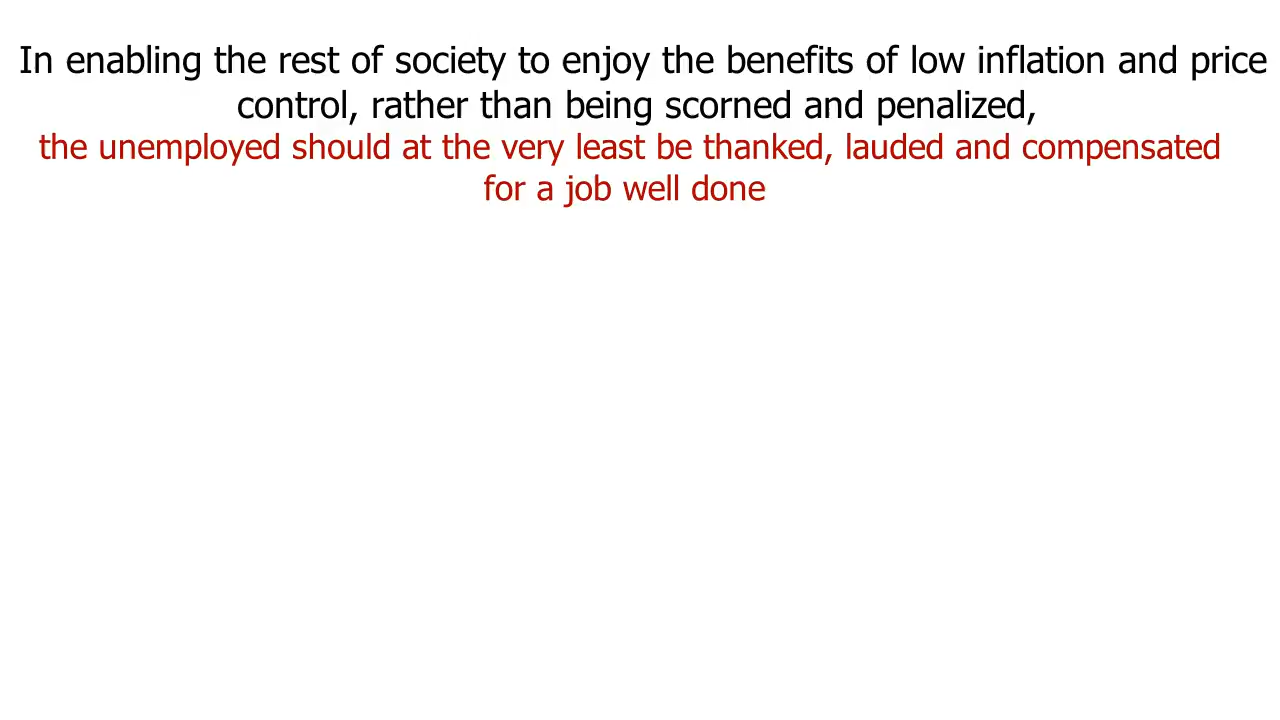 In enabling the rest of society to enjoy the benefits of low inflation and price
control, rather than being scorned and penalized,
the unemployed should at the very least be thanked, lauded and compensated
for a job well done